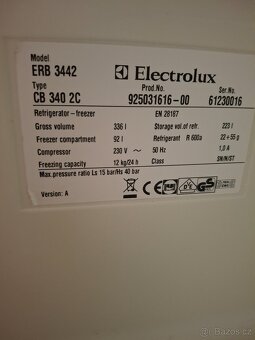 Model
ERB 3442
Electrolux
Type Prod.No. Ser.No.
CB 340 2C 925031616-00 61230016
Refrigerator - freezer EN 28187
Gross volume 336 l Storage vol.of refr. 223 l
Freezer compartment 92 l Refrigerant R 600a 22+55 g
Compressor 230 V ~ 50 Hz 1,0 A
Freezing capacity 12 kg/24 h Class SN/N/ST
Max.pressure ratio Ls 15 bar/Hs 40 bar
Version: A